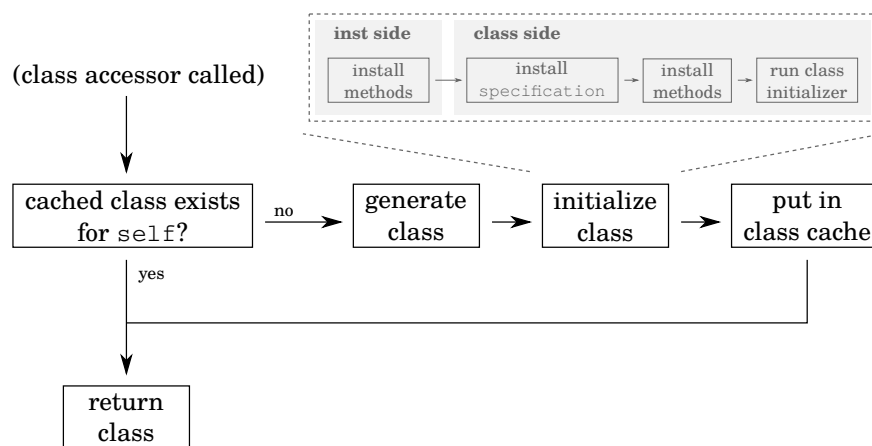 inst side
class side
install
methods
install
specification
install
methods
run class
initializer
(class accessor called)
cached class exists
for self?
no
generate
class
initialize
class
put in
class cache
yes
return
class